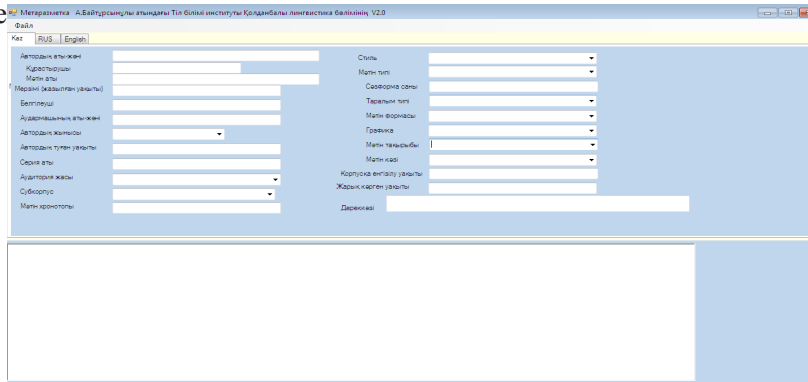 е
Метаразметка А.Байтұрсынұлы атындағы Тіл білімі институты Қолданбалы лингвистика бөлімінің V2.0
Файл
Kaz RUS English
Автордың аты-жөні
Құрастырушы
Мәтін аты
Мерзімі (жазылған уақыты)
Белгілеуші
Аудармашының аты-жөні
Автордың жынысы
Автордың туған уақыты
Серия аты
Аудитория жасы
Субкорпус
Мәтін хронотопы
Стиль
Мәтін типі
Сөзформа саны
Таралым типі
Мәтін формасы
Графика
Мәтін тақырыбы
Мәтін көзі
Корпусқа енгізілу уақыты
Жарық көрген уақыты
Дереккөзі